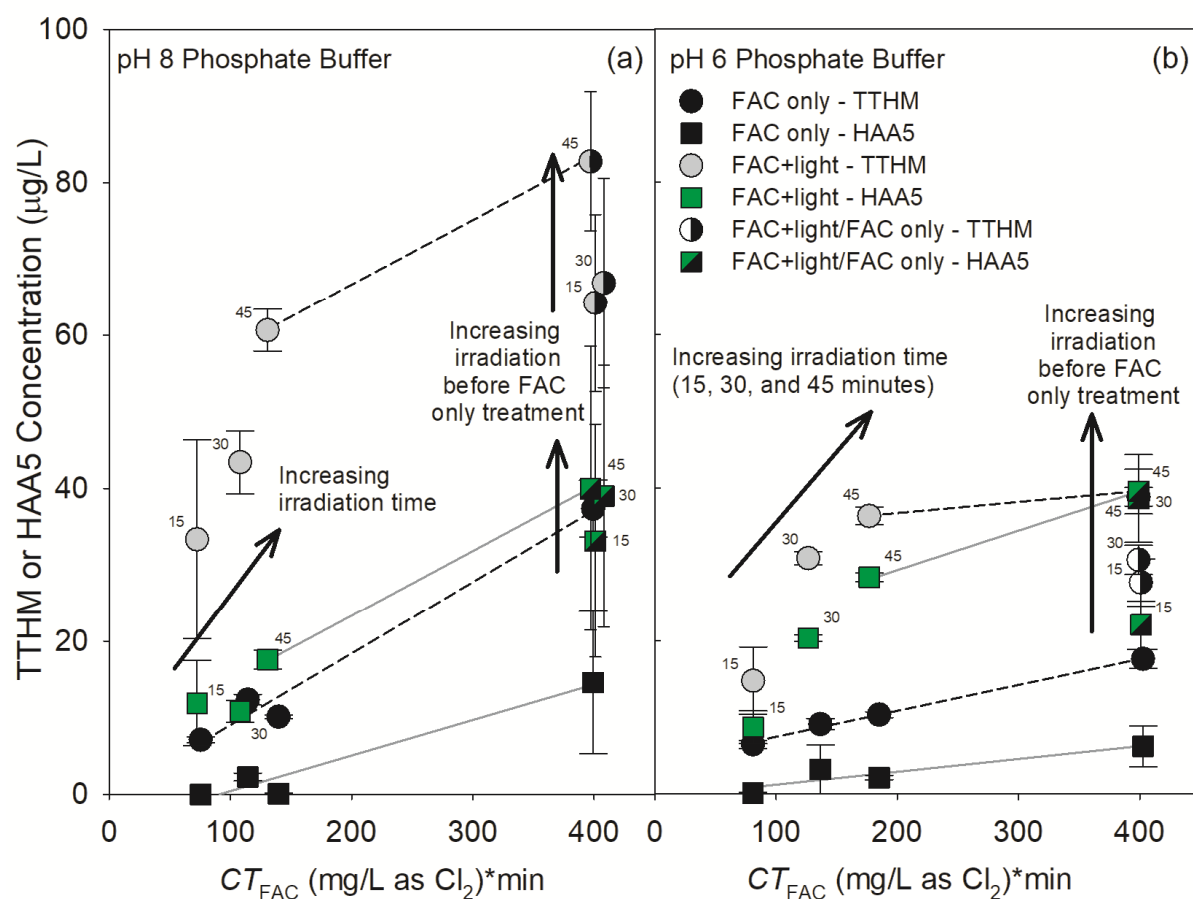 TTHM or HAA5 Concentration (µg/L)
100
80
60
40
20
0
pH 8 Phosphate Buffer
(a)
45
30
15
45
30
15
Increasing
irradiation
before FAC
only treatment
Increasing
irradiation time
45
30
15
15
45
30
0
100
200
300
400
CT_FAC (mg/L as Cl₂)*min
pH 6 Phosphate Buffer
(b)
FAC only - TTHM
FAC only - HAA5
FAC+light - TTHM
FAC+light - HAA5
FAC+light/FAC only - TTHM
FAC+light/FAC only - HAA5
Increasing irradiation time
(15, 30, and 45 minutes)
Increasing
irradiation
before FAC
only treatment
45
30
45
30
15
15
45
30
45
30
15
15
0
100
200
300
400
CT_FAC (mg/L as Cl₂)*min